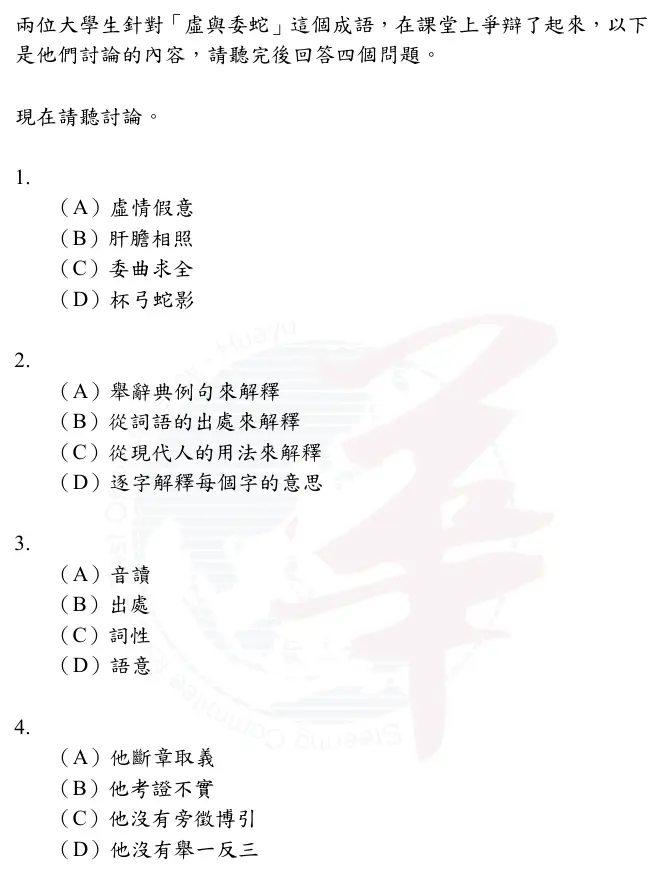 兩位大學生針對「虛與委蛇」這個成語，在課堂上爭辯了起來，以下
是他們討論的內容，請聽完後回答四個問題。
現在請聽討論。
1.
（A）虛情假意
（B）肝膽相照
（C）委曲求全
（D）杯弓蛇影
2.
（A）舉辭典例句來解釋
（B）從詞語的出處來解釋
（C）從現代人的用法來解釋
（D）逐字解釋每個字的意思
3.
（A）音讀
（B）出處
（C）詞性
（D）語意
4.
（A）他斷章取義
（B）他考證不實
（C）他沒有旁徵博引
（D）他沒有舉一反三
華
Huayu
Steering Committee